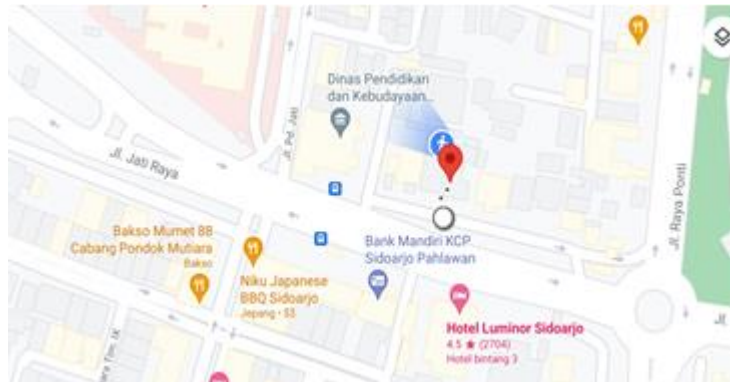 Dinas Pendidikan
dan Kebudayaan...
Jl. Pd. Jati
Jl. Jati Raya
Jl. Raya Ponti
Bakso Mumet 88
Cabang Pondok Mutiara
Bakso
Niku Japanese
BBQ Sidoarjo
Jepang • $3
Bank Mandiri KCP
Sidoarjo Pahlawan
Hotel Luminor Sidoarjo
4.5 ★ (2704)
Hotel bintang 3
Jl.